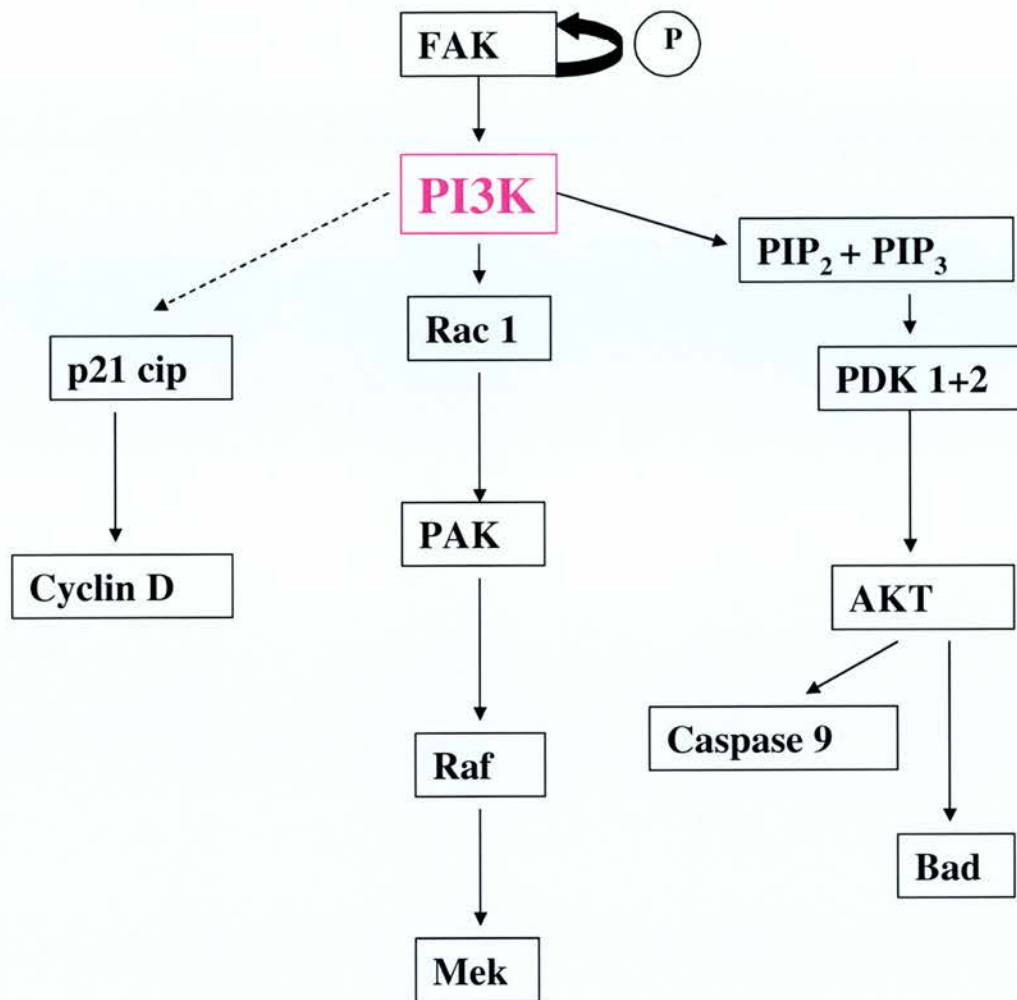 FAK
P
PI3K
PIP₂ + PIP₃
Rac 1
p21 cip
PDK 1+2
PAK
Cyclin D
AKT
Caspase 9
Raf
Bad
Mek